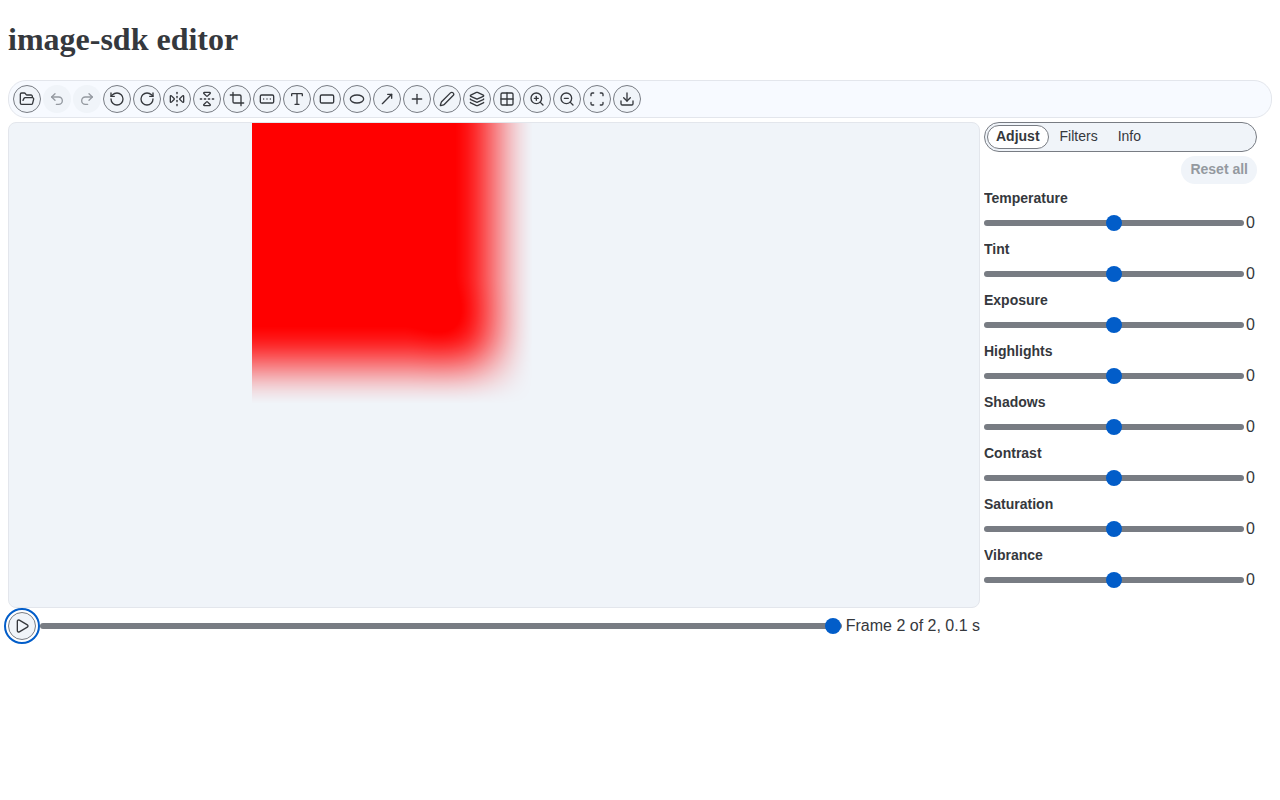 image-sdk editor
Adjust Filters Info
Reset all
Temperature
0
Tint
0
Exposure
0
Highlights
0
Shadows
0
Contrast
0
Saturation
0
Vibrance
0
Frame 2 of 2, 0.1 s